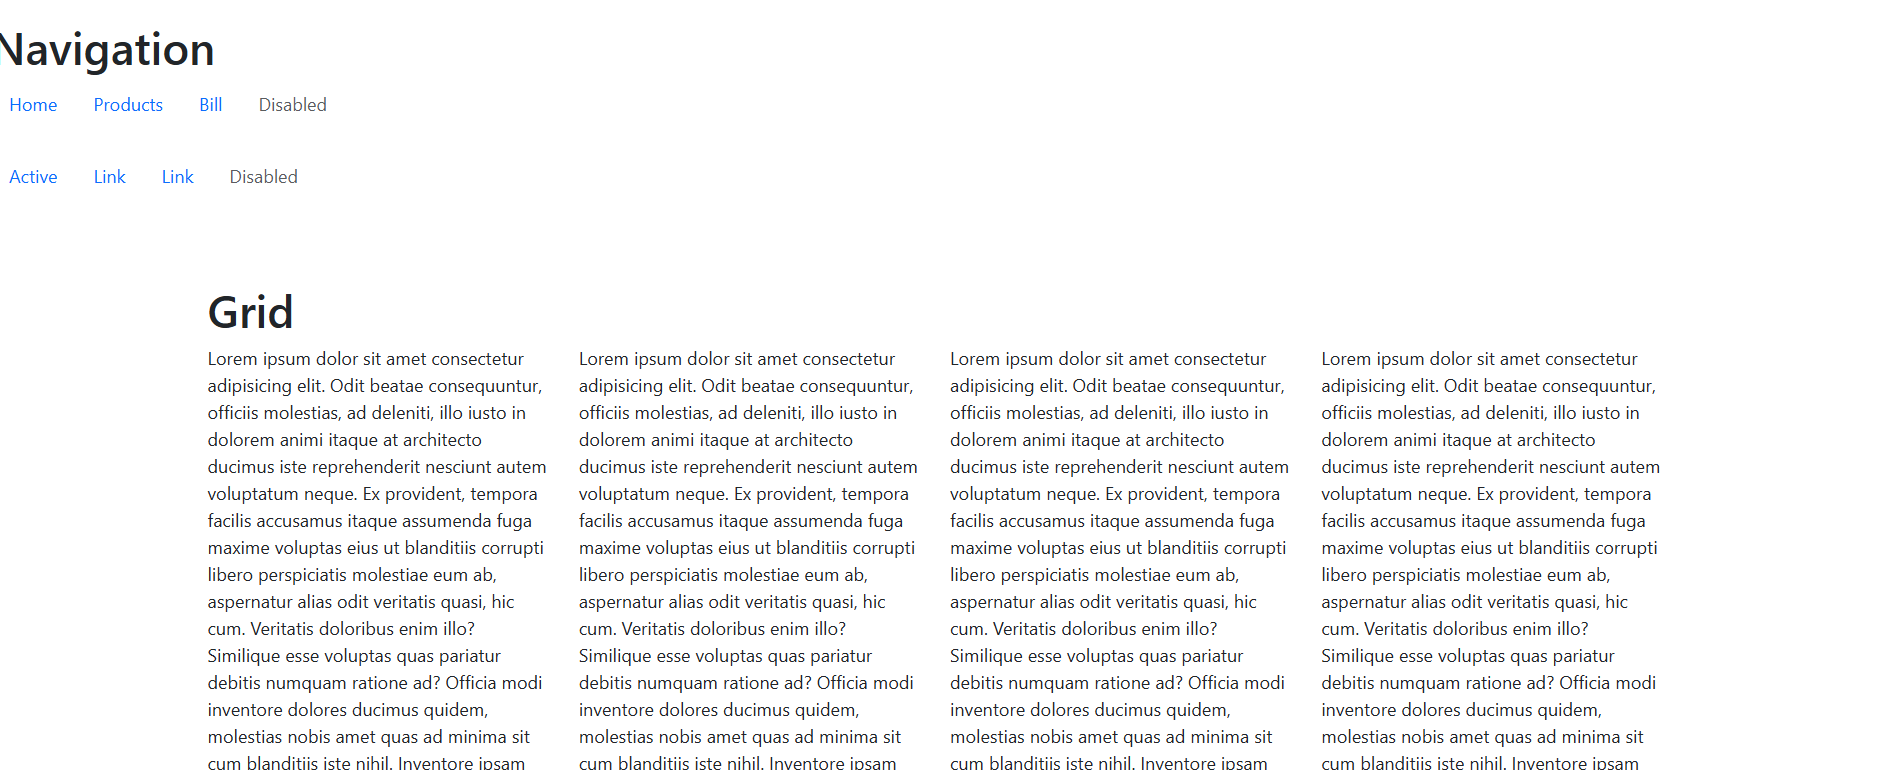 Navigation
Home Products Bill Disabled
Active Link Link Disabled
Grid
Lorem ipsum dolor sit amet consectetur
adipisicing elit. Odit beatae consequuntur,
officiis molestias, ad deleniti, illo iusto in
dolorem animi itaque at architecto
ducimus iste reprehenderit nesciunt autem
voluptatum neque. Ex provident, tempora
facilis accusamus itaque assumenda fuga
maxime voluptas eius ut blanditiis corrupti
libero perspiciatis molestiae eum ab,
aspernatur alias odit veritatis quasi, hic
cum. Veritatis doloribus enim illo?
Similique esse voluptas quas pariatur
debitis numquam ratione ad? Officia modi
inventore dolores ducimus quidem,
molestias nobis amet quas ad minima sit
cum blanditiis iste nihil. Inventore ipsam
Lorem ipsum dolor sit amet consectetur
adipisicing elit. Odit beatae consequuntur,
officiis molestias, ad deleniti, illo iusto in
dolorem animi itaque at architecto
ducimus iste reprehenderit nesciunt autem
voluptatum neque. Ex provident, tempora
facilis accusamus itaque assumenda fuga
maxime voluptas eius ut blanditiis corrupti
libero perspiciatis molestiae eum ab,
aspernatur alias odit veritatis quasi, hic
cum. Veritatis doloribus enim illo?
Similique esse voluptas quas pariatur
debitis numquam ratione ad? Officia modi
inventore dolores ducimus quidem,
molestias nobis amet quas ad minima sit
cum blanditiis iste nihil. Inventore ipsam
Lorem ipsum dolor sit amet consectetur
adipisicing elit. Odit beatae consequuntur,
officiis molestias, ad deleniti, illo iusto in
dolorem animi itaque at architecto
ducimus iste reprehenderit nesciunt autem
voluptatum neque. Ex provident, tempora
facilis accusamus itaque assumenda fuga
maxime voluptas eius ut blanditiis corrupti
libero perspiciatis molestiae eum ab,
aspernatur alias odit veritatis quasi, hic
cum. Veritatis doloribus enim illo?
Similique esse voluptas quas pariatur
debitis numquam ratione ad? Officia modi
inventore dolores ducimus quidem,
molestias nobis amet quas ad minima sit
cum blanditiis iste nihil. Inventore ipsam
Lorem ipsum dolor sit amet consectetur
adipisicing elit. Odit beatae consequuntur,
officiis molestias, ad deleniti, illo iusto in
dolorem animi itaque at architecto
ducimus iste reprehenderit nesciunt autem
voluptatum neque. Ex provident, tempora
facilis accusamus itaque assumenda fuga
maxime voluptas eius ut blanditiis corrupti
libero perspiciatis molestiae eum ab,
aspernatur alias odit veritatis quasi, hic
cum. Veritatis doloribus enim illo?
Similique esse voluptas quas pariatur
debitis numquam ratione ad? Officia modi
inventore dolores ducimus quidem,
molestias nobis amet quas ad minima sit
cum blanditiis iste nihil. Inventore ipsam